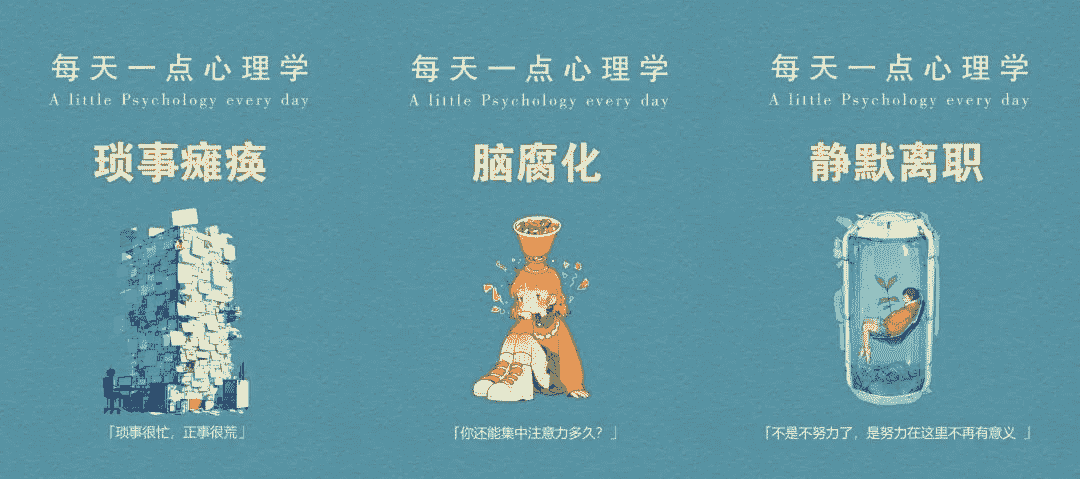 每天一点心理学
A little Psychology every day
琐事瘫痪
「琐事很忙，正事很荒」
每天一点心理学
A little Psychology every day
脑腐化
「你还能集中注意力多久？」
每天一点心理学
A little Psychology every day
静默离职
「不是不努力了，是努力在这里不再有意义 」